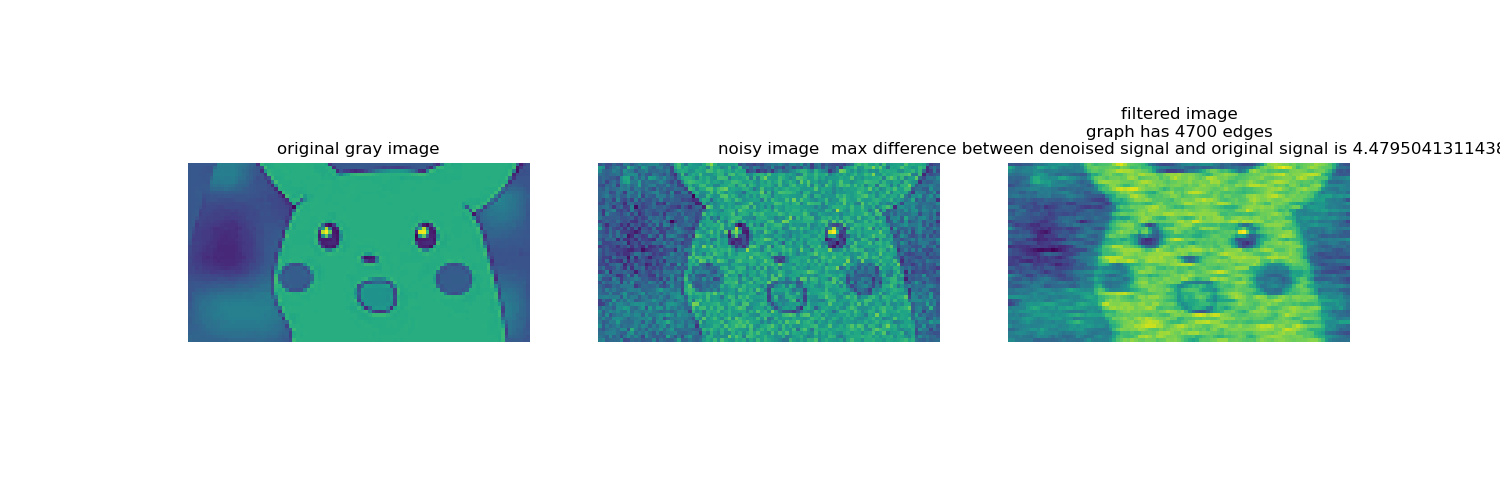 original gray image
noisy image
filtered image
graph has 4700 edges
max difference between denoised signal and original signal is 4.4795041311438